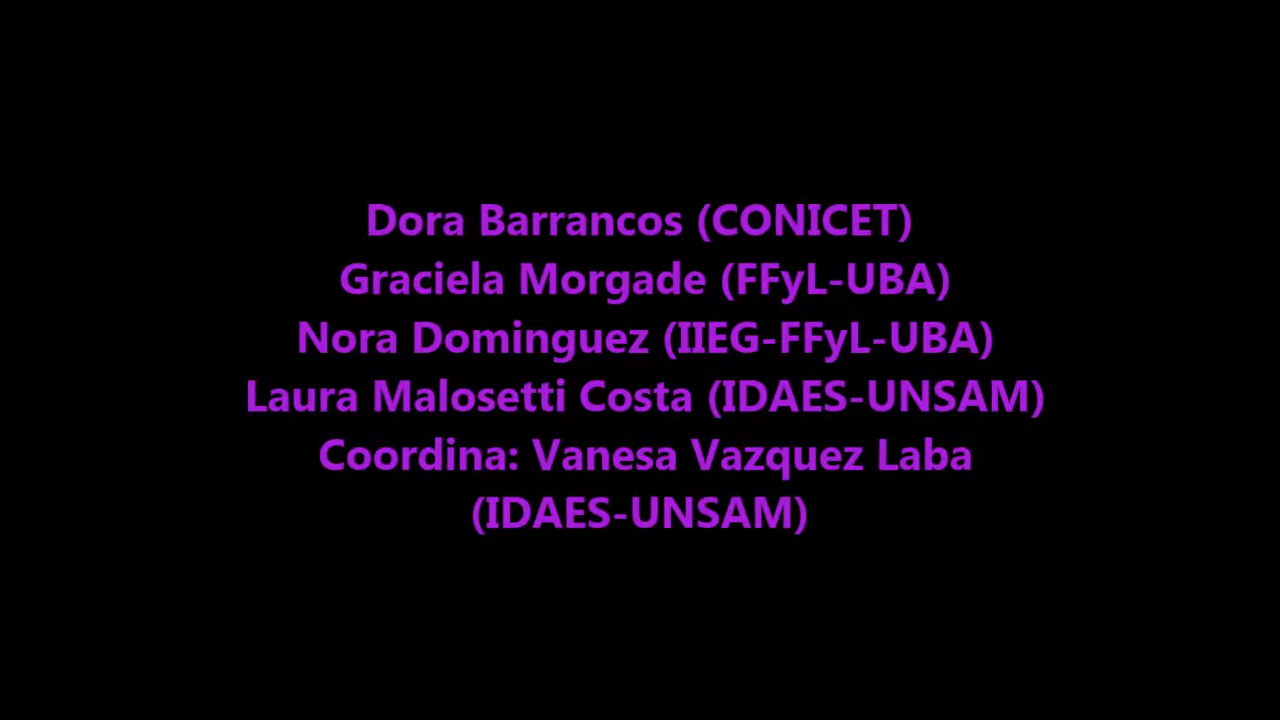 Dora Barrancos (CONICET)
Graciela Morgade (FFyL-UBA)
Nora Dominguez (IIEG-FFyL-UBA)
Laura Malosetti Costa (IDAES-UNSAM)
Coordina: Vanesa Vazquez Laba
(IDAES-UNSAM)